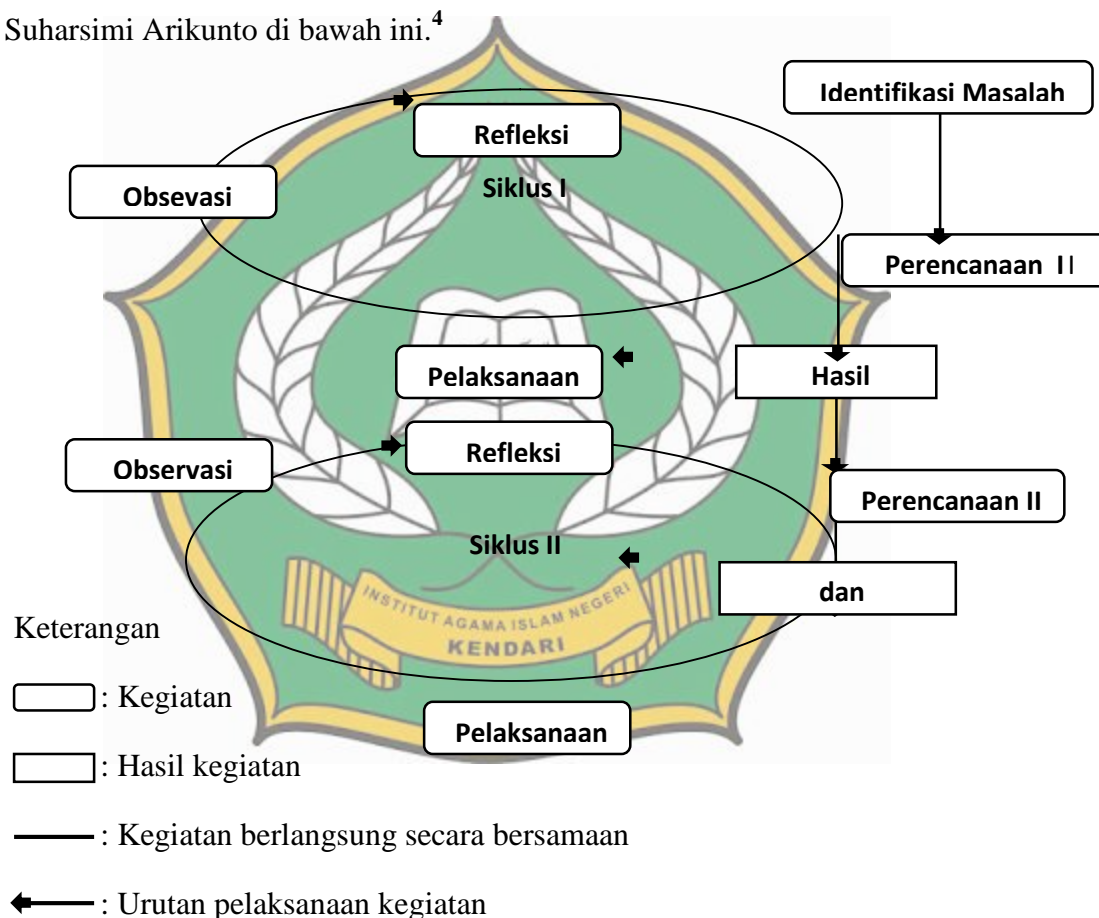 Suharsimi Arikunto di bawah ini.4
Identifikasi Masalah
Refleksi
Obsevasi
Siklus I
Perencanaan II
Pelaksanaan
Hasil
Refleksi
Observasi
Perencanaan II
Siklus II
dan
INSTITUT AGAMA ISLAM NEGERI
KENDARI
Keterangan
: Kegiatan
Pelaksanaan
: Hasil kegiatan
: Kegiatan berlangsung secara bersamaan
: Urutan pelaksanaan kegiatan